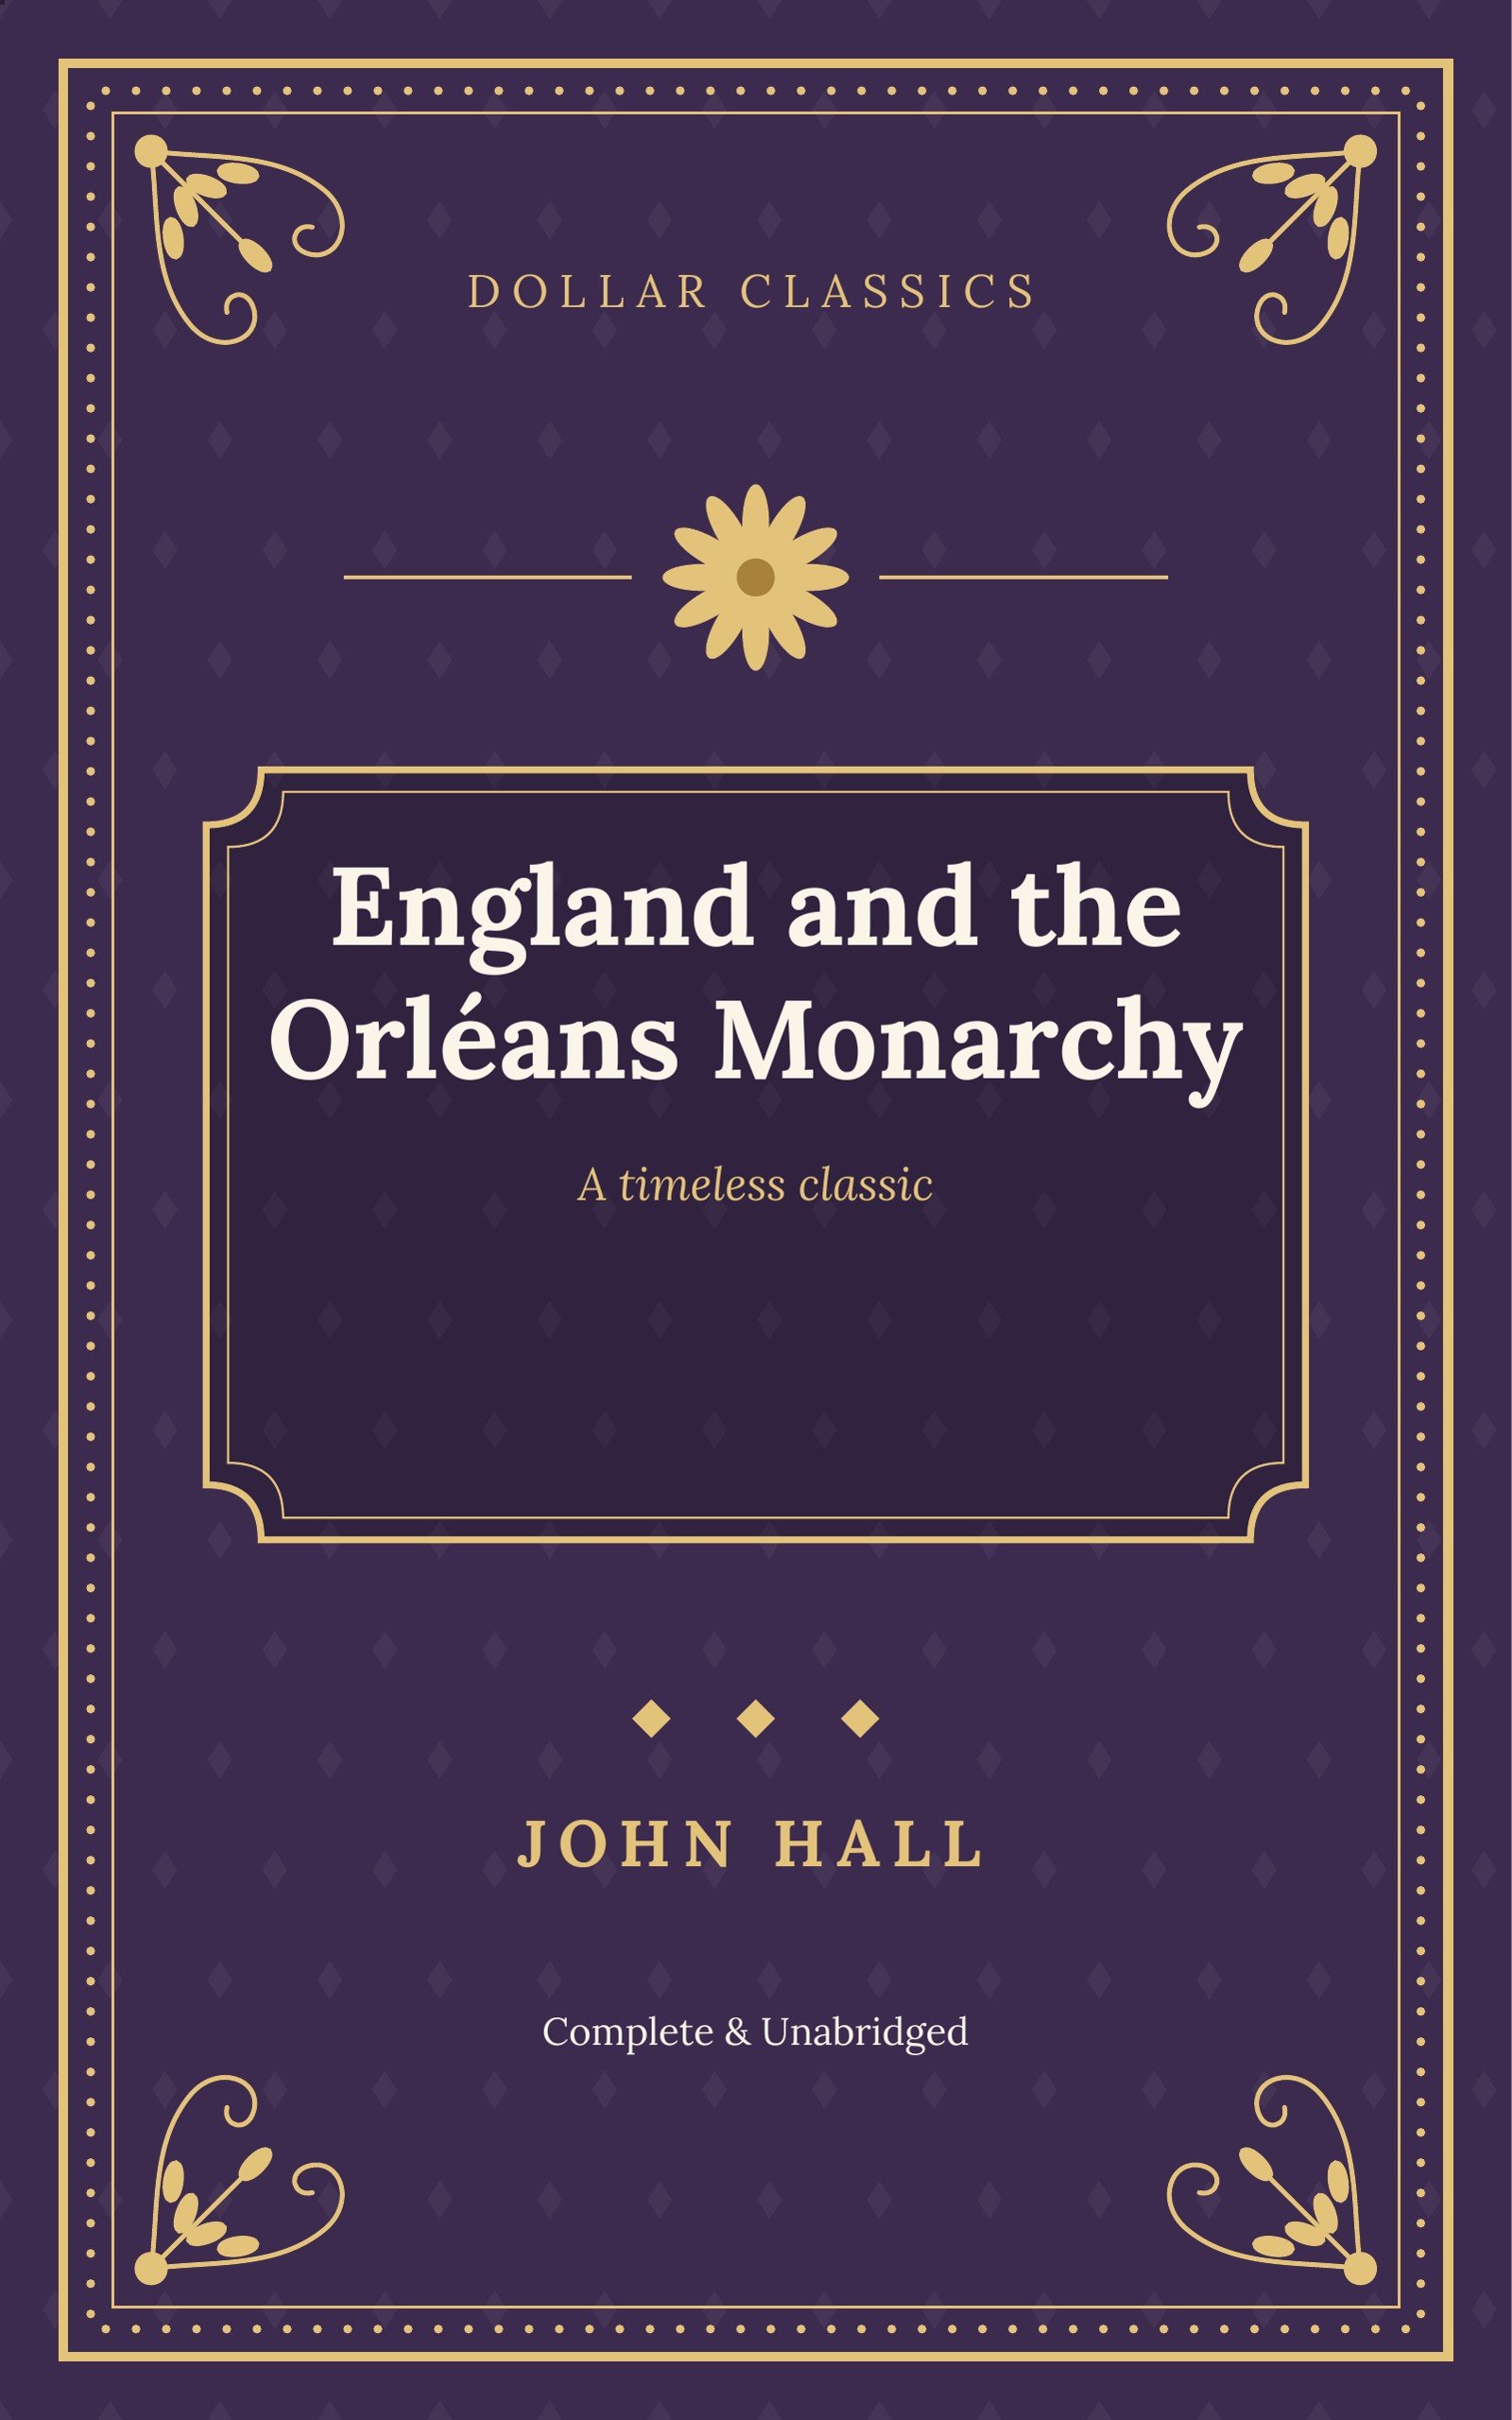 DOLLAR CLASSICS
England and the
Orléans Monarchy
A timeless classic
JOHN HALL
Complete & Unabridged